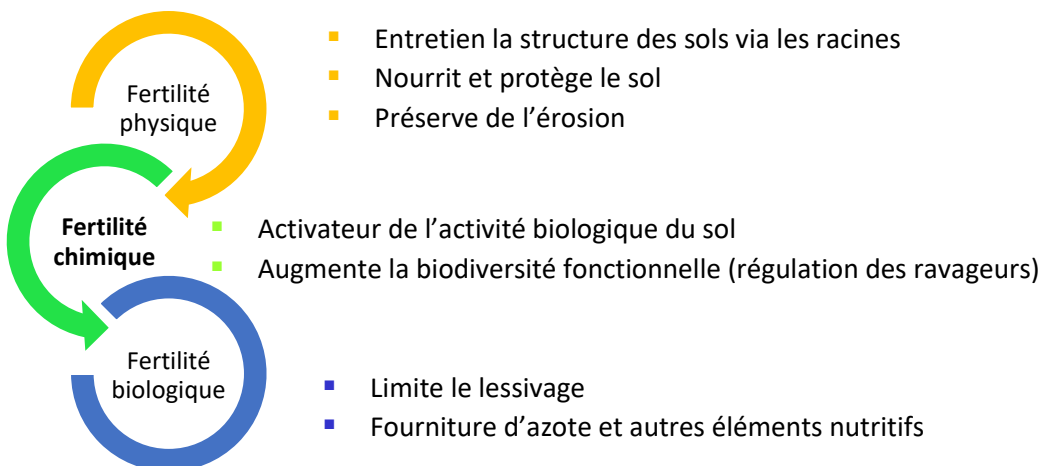 Fertilité
physique
Entretien la structure des sols via les racines
Nourrit et protège le sol
Préserve de l’érosion
Fertilité
chimique
Activateur de l’activité biologique du sol
Augmente la biodiversité fonctionnelle (régulation des ravageurs)
Fertilité
biologique
Limite le lessivage
Fourniture d’azote et autres éléments nutritifs